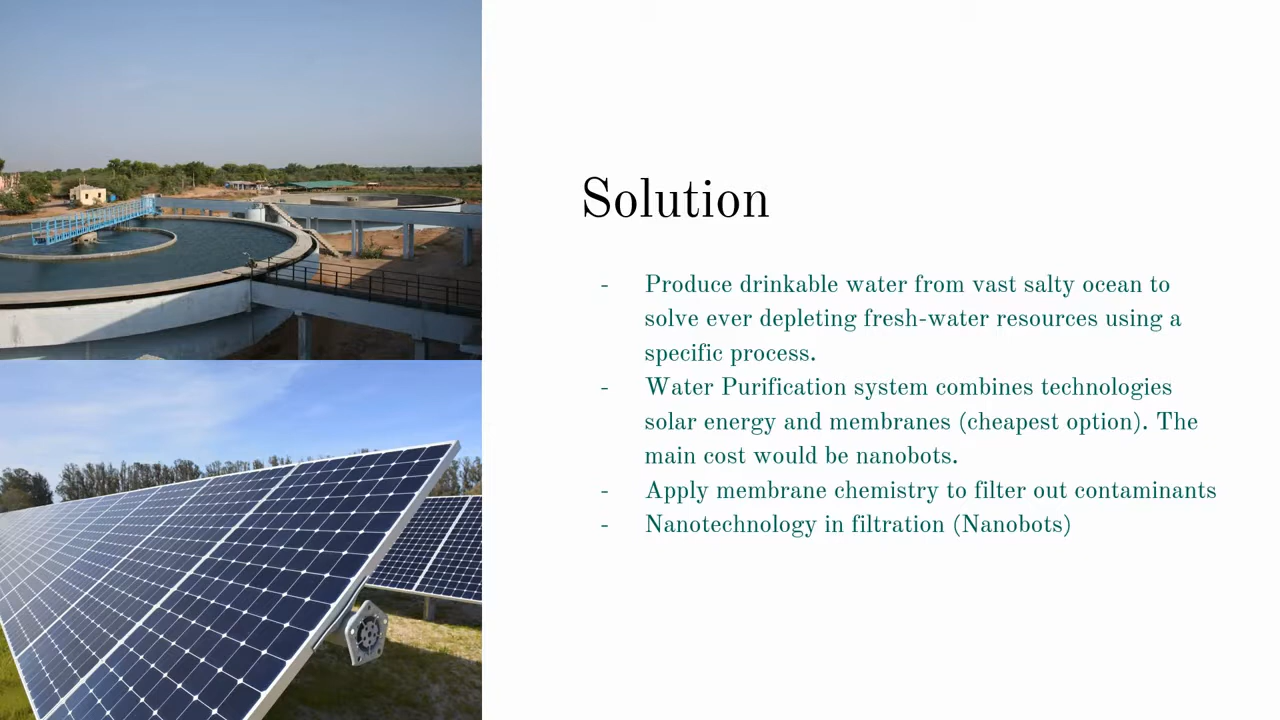 Solution
- Produce drinkable water from vast salty ocean to
solve ever depleting fresh-water resources using a
specific process.
- Water Purification system combines technologies
solar energy and membranes (cheapest option). The
main cost would be nanobots.
- Apply membrane chemistry to filter out contaminants
- Nanotechnology in filtration (Nanobots)